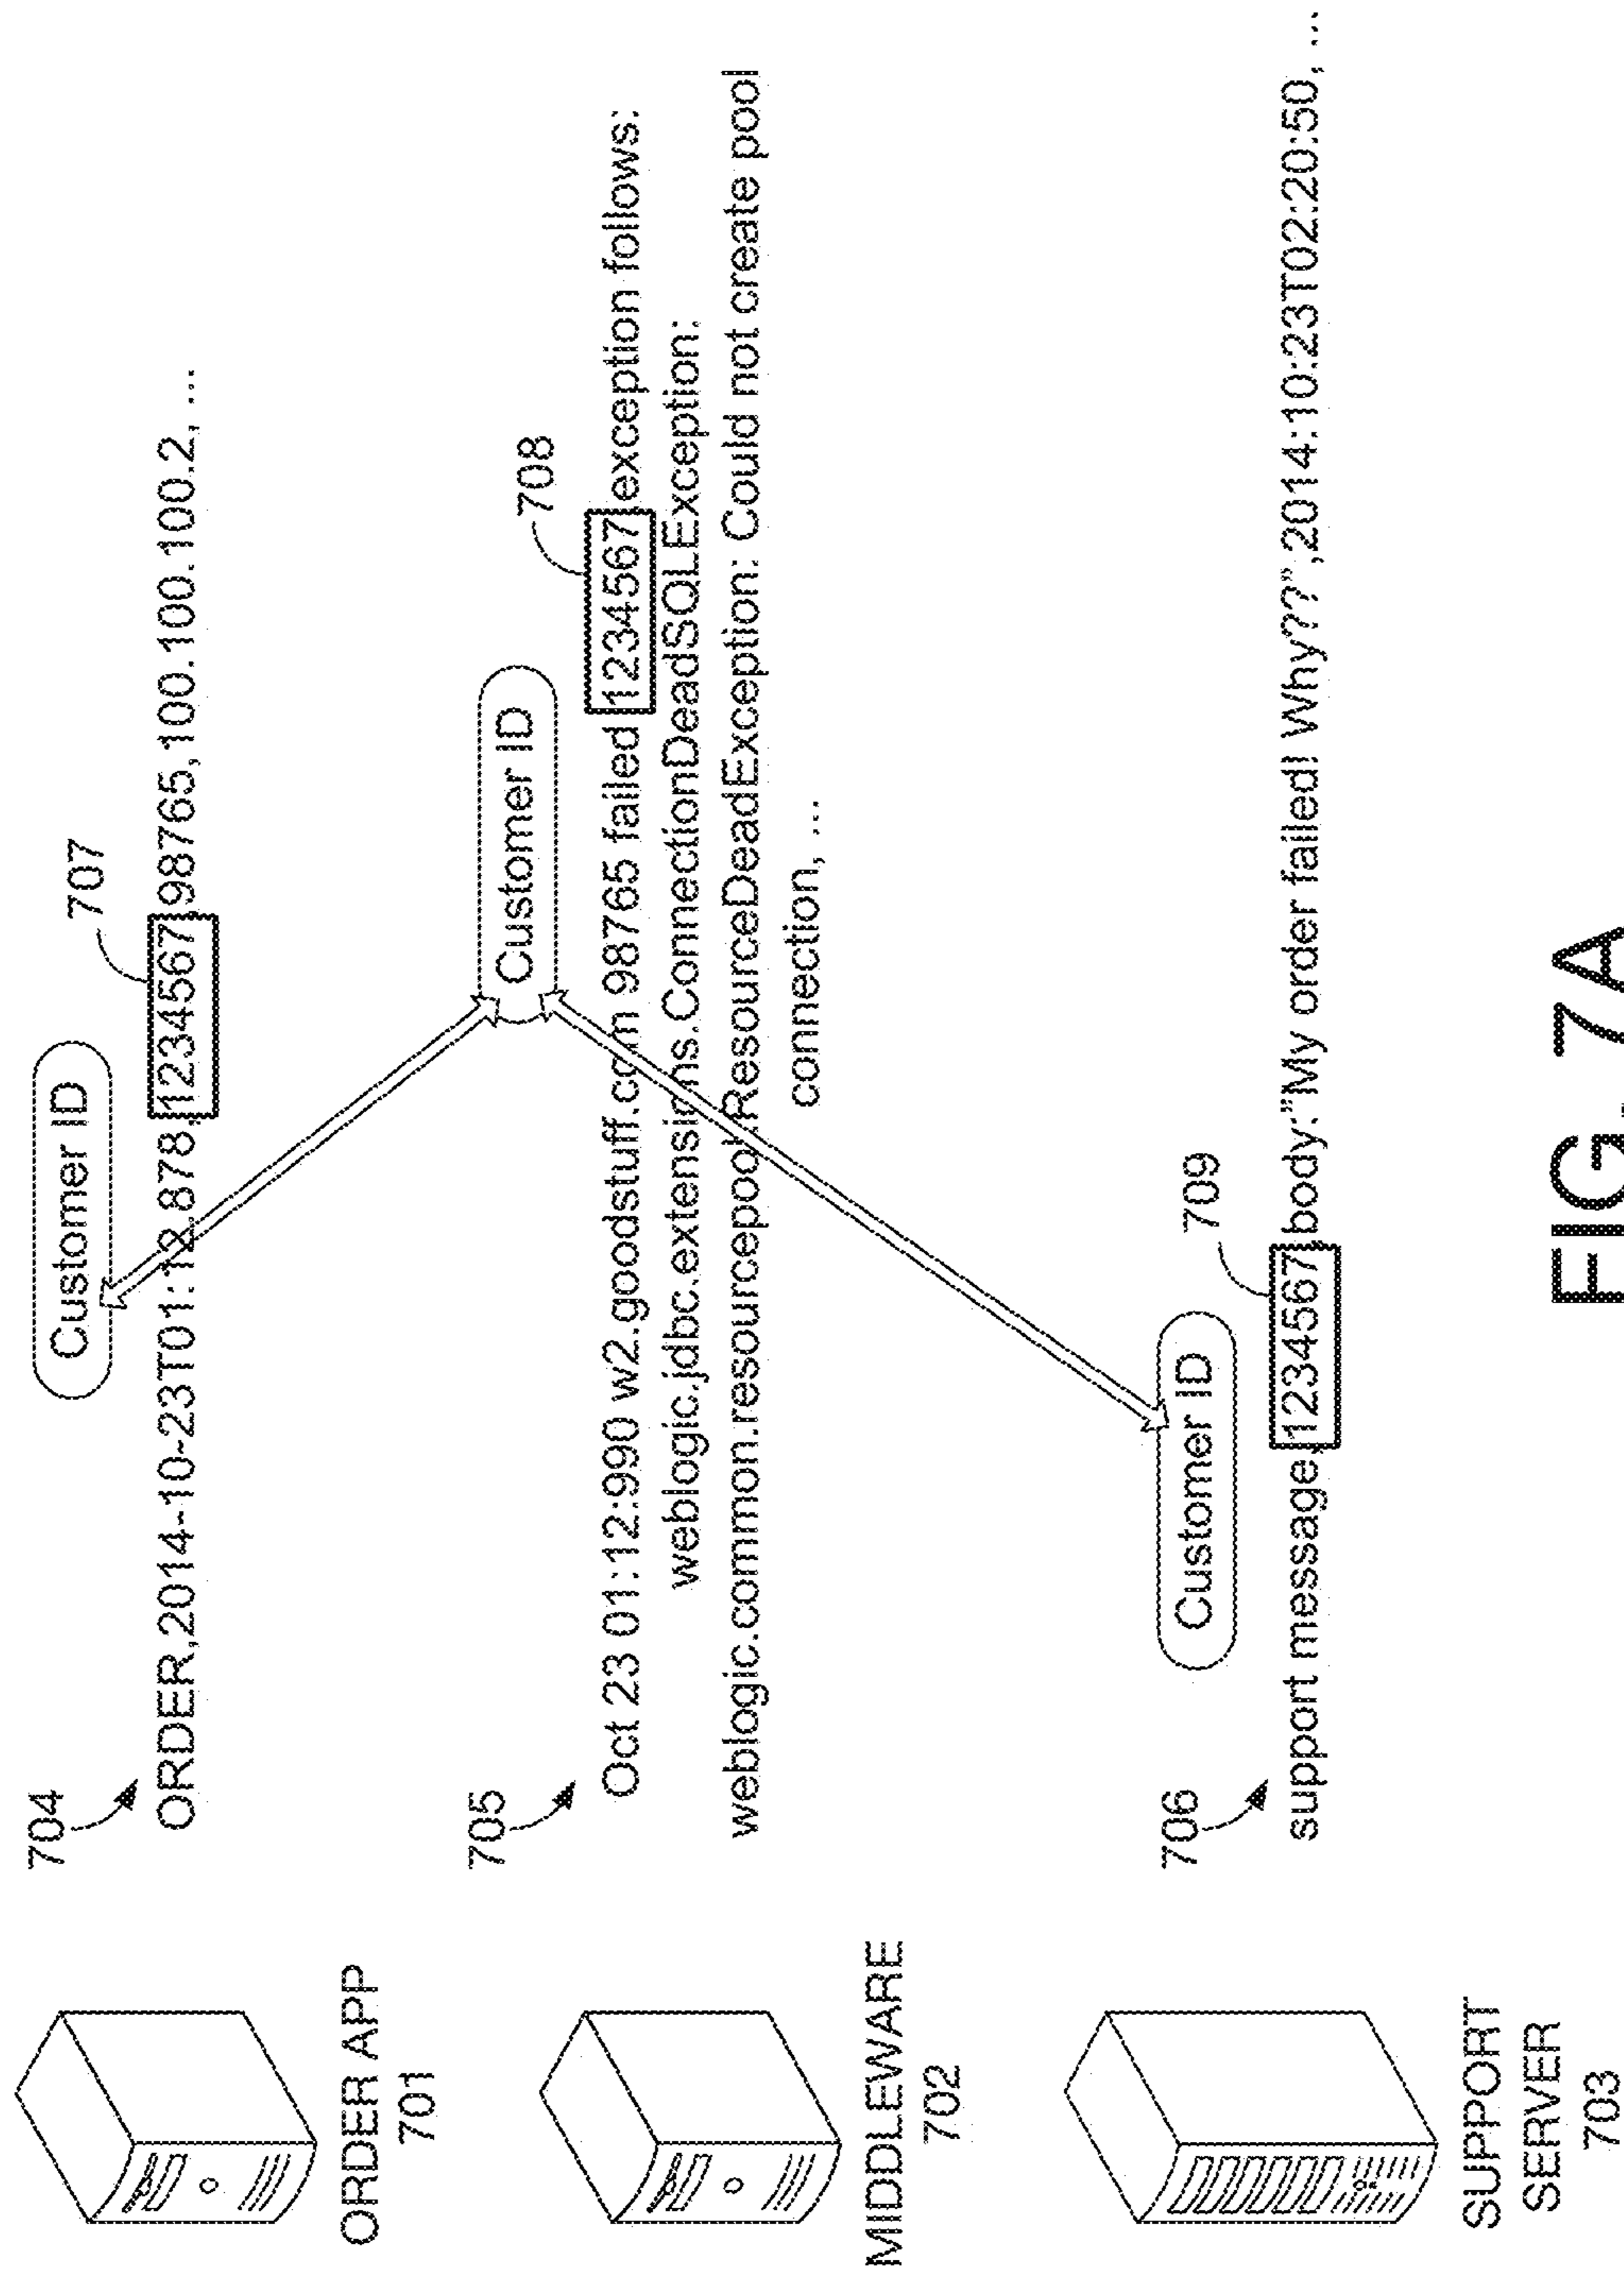 704
Customer ID
707
ORDER,2014-10-23T01:12.878,1234567,98765,100.100.100.2, ...
ORDER APP
701
705
Customer ID
708
Oct 23 01:12:990 w2.goodstuff.com 98765 failed 1234567 exception follows:
weblogic.jdbc.extensions.ConnectionDeadSQLException:
weblogic.common.resourcepool.ResourceDeadException: Could not create pool
connection, ...
MIDDLEWARE
702
706
Customer ID
709
support message,1234567,body:"My order failed! Why??",2014:10:23T02:20:50, ...
SUPPORT
SERVER
703
FIG. 7A